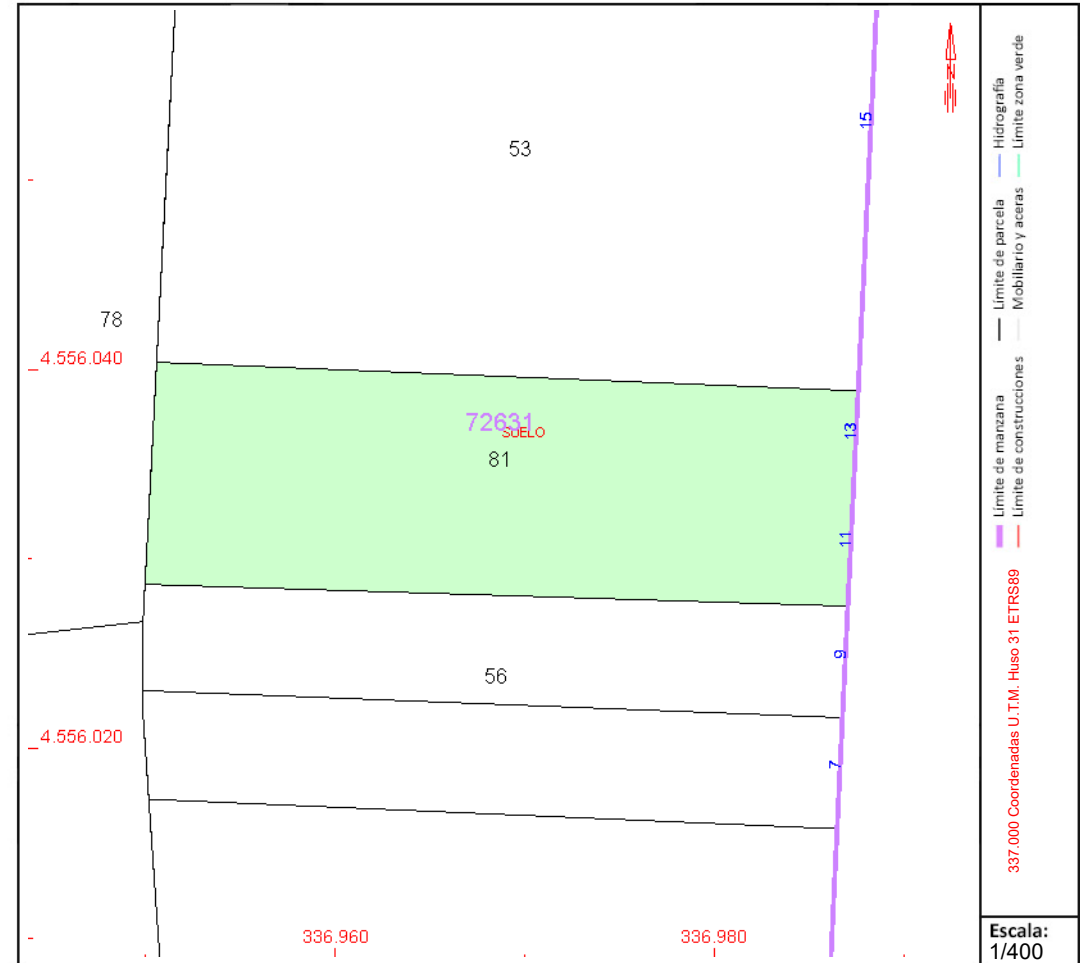 53
15
78
4.556.040
72631
SUELO
81
13
11
9
56
4.556.020
7
336.960
336.980
N
Límite de manzana
Límite de parcela
Hidrografía
Límite de construcciones
Mobiliario y aceras
Límite zona verde
337.000 Coordenadas U.T.M. Huso 31 ETRS89
Escala:
1/400